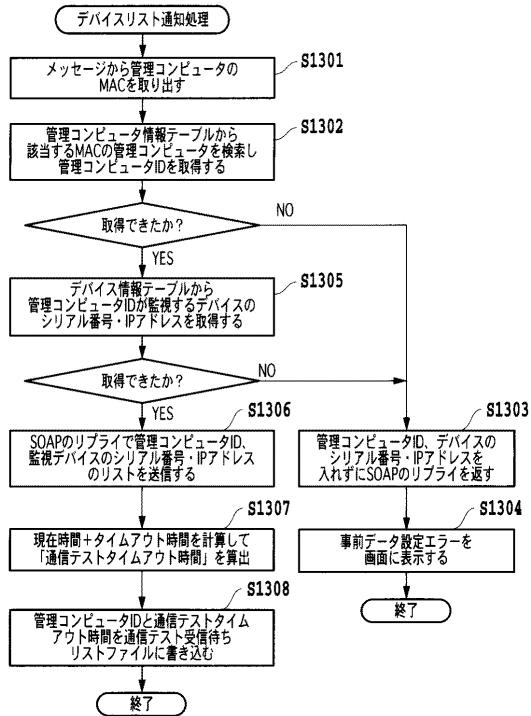 デバイスリスト通知処理
S1301
メッセージから管理コンピュータの
MACを取り出す
S1302
管理コンピュータ情報テーブルから
該当するMACの管理コンピュータを検索し
管理コンピュータIDを取得する
取得できたか？
NO
YES
S1305
デバイス情報テーブルから
管理コンピュータIDが監視するデバイスの
シリアル番号・IPアドレスを取得する
取得できたか？
NO
YES
S1306
SOAPのリプライで管理コンピュータID、
監視デバイスのシリアル番号・IPアドレス
のリストを送信する
S1303
管理コンピュータID、デバイスの
シリアル番号・IPアドレスを
入れずにSOAPのリプライを返す
S1307
現在時間＋タイムアウト時間を計算して
「通信テストタイムアウト時間」を算出
S1304
事前データ設定エラーを
画面に表示する
終了
S1308
管理コンピュータIDと通信テストタイム
アウト時間を通信テスト受信待ち
リストファイルに書き込む
終了